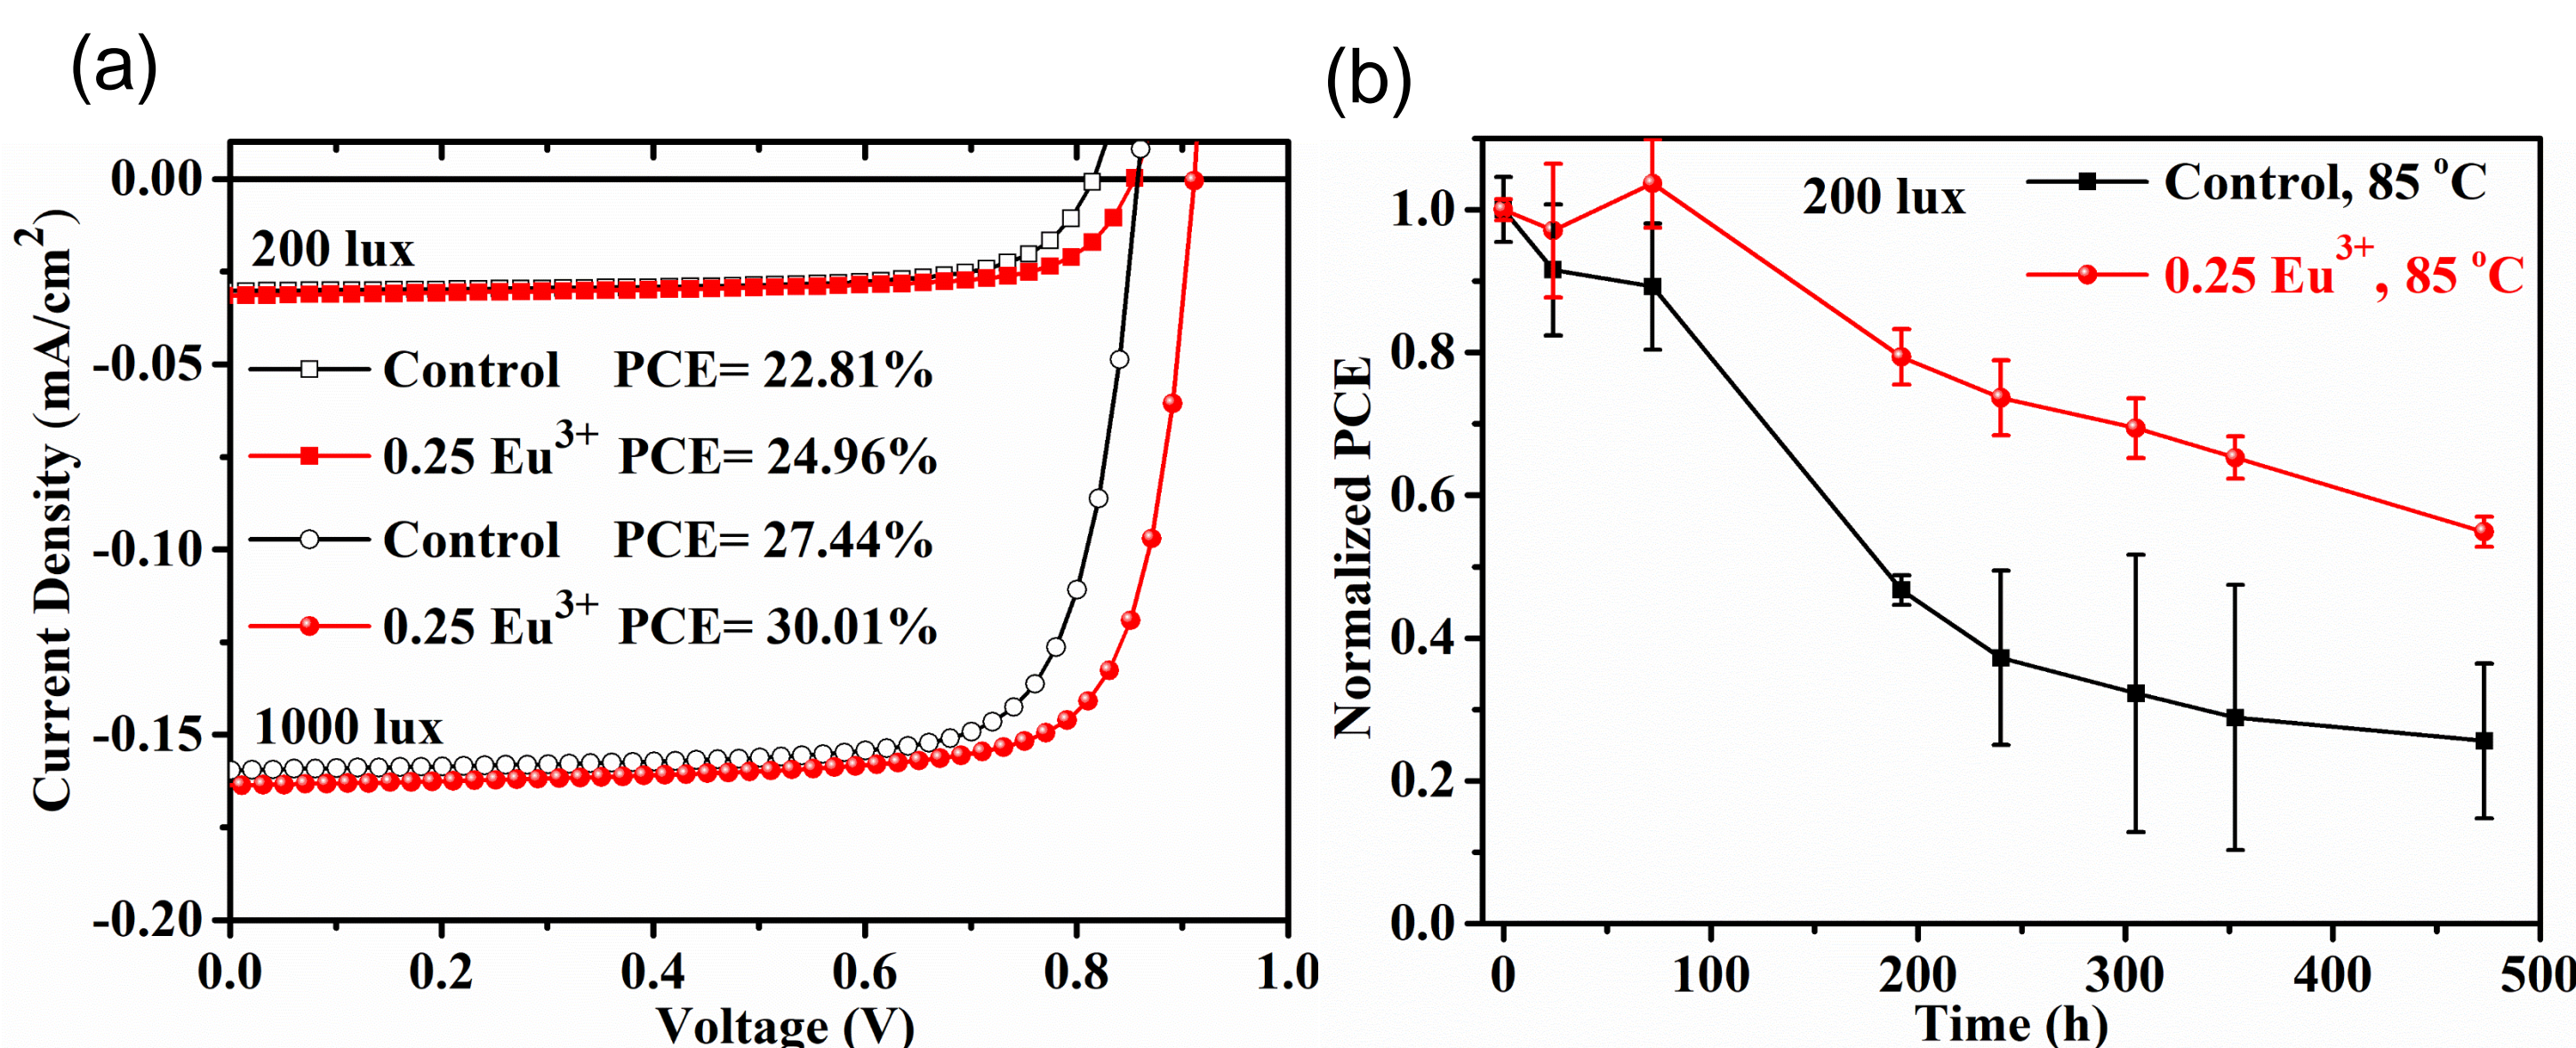 (a)
0.00
-0.05
-0.10
-0.15
-0.20
Current Density (mA/cm²)
200 lux
Control PCE= 22.81%
0.25 Eu³⁺ PCE= 24.96%
Control PCE= 27.44%
0.25 Eu³⁺ PCE= 30.01%
1000 lux
0.0 0.2 0.4 0.6 0.8 1.0
Voltage (V)
(b)
1.0
0.8
0.6
0.4
0.2
0.0
Normalized PCE
200 lux
Control, 85 °C
0.25 Eu³⁺, 85 °C
0 100 200 300 400 500
Time (h)